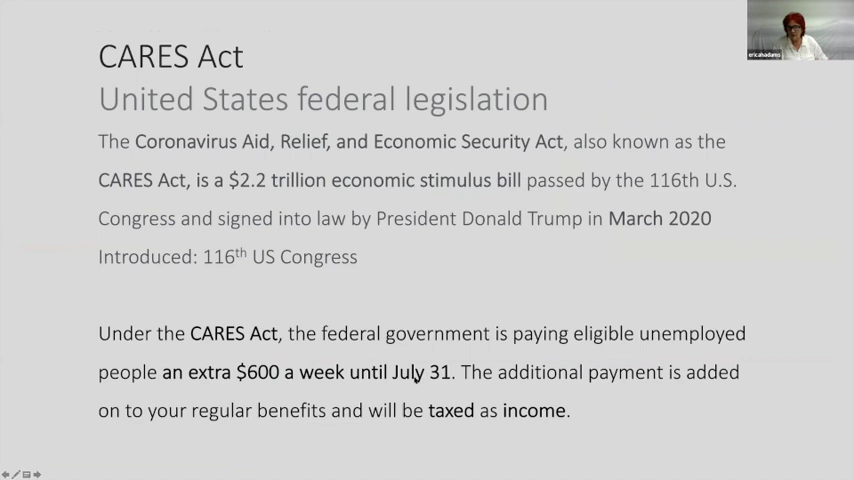 CARES Act
United States federal legislation
The Coronavirus Aid, Relief, and Economic Security Act, also known as the
CARES Act, is a $2.2 trillion economic stimulus bill passed by the 116th U.S.
Congress and signed into law by President Donald Trump in March 2020
Introduced: 116th US Congress
Under the CARES Act, the federal government is paying eligible unemployed
people an extra $600 a week until July 31. The additional payment is added
on to your regular benefits and will be taxed as income.